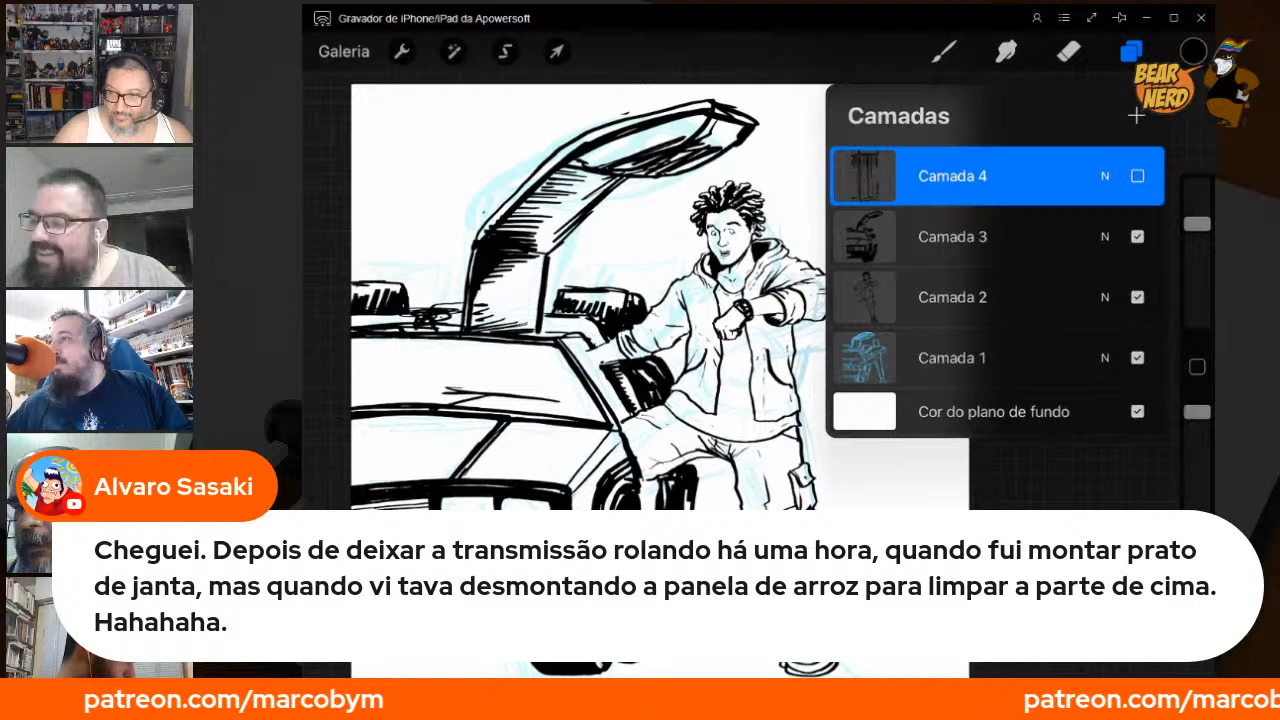 Gravador de iPhone/iPad da Apowersoft
Galeria
BEAR
NERD
Camadas
Camada 4 N
Camada 3 N
Camada 2 N
Camada 1 N
Cor do plano de fundo
Alvaro Sasaki
Cheguei. Depois de deixar a transmissão rolando há uma hora, quando fui montar prato
de janta, mas quando vi tava desmontando a panela de arroz para limpar a parte de cima.
Hahahaha.
patreon.com/marcobym patreon.com/marcob